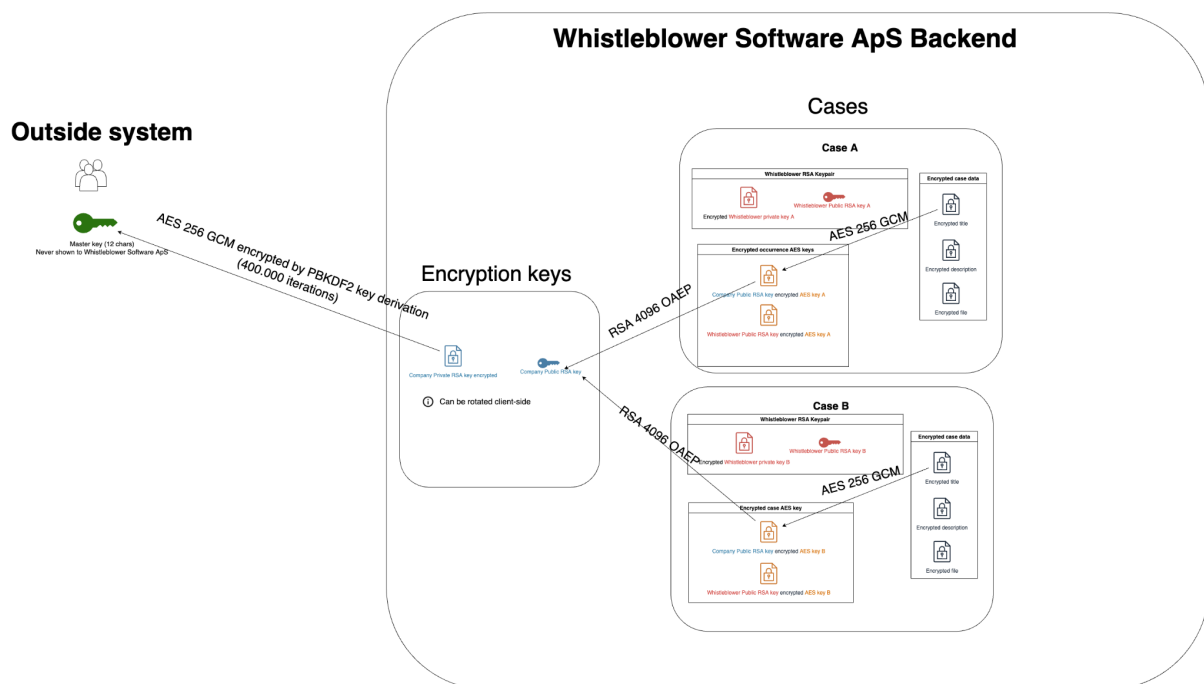 Whistleblower Software ApS Backend
Outside system
Master key (12 chars)
Never shown to Whistleblower Software ApS
AES 256 GCM encrypted by PBKDF2 key derivation
(400.000 iterations)
Encryption keys
Company Private RSA key encrypted
Company Public RSA key
Can be rotated client-side
RSA 4096 OAEP
RSA 4096 OAEP
Cases
Case A
Whistleblower RSA Keypair
Encrypted Whistleblower private key A
Whistleblower Public RSA key A
AES 256 GCM
Encrypted occurrence AES keys
Company Public RSA key encrypted AES key A
Whistleblower Public RSA key encrypted AES key A
Encrypted case data
Encrypted title
Encrypted description
Encrypted file
Case B
Whistleblower RSA Keypair
Encrypted Whistleblower private key B
Whistleblower Public RSA key B
AES 256 GCM
Encrypted case AES key
Company Public RSA key encrypted AES key B
Whistleblower Public RSA key encrypted AES key B
Encrypted case data
Encrypted title
Encrypted description
Encrypted file